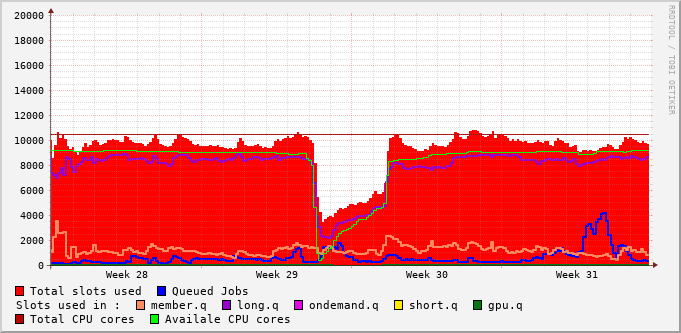 20000
18000
16000
14000
12000
10000
8000
6000
4000
2000
0
Week 28 Week 29 Week 30 Week 31
RRDTOOL / TOBI OETIKER
Total slots used Queued Jobs
Slots used in : member.q long.q ondemand.q short.q gpu.q
Total CPU cores Availale CPU cores